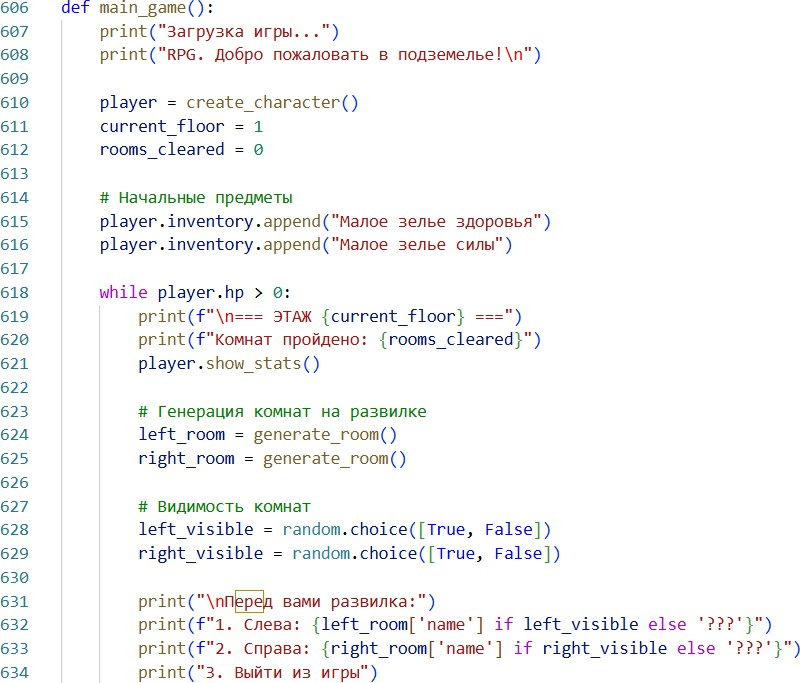 606 def main_game():
607     print("Загрузка игры...")
608     print("RPG. Добро пожаловать в подземелье!\n")
609
610     player = create_character()
611     current_floor = 1
612     rooms_cleared = 0
613
614     # Начальные предметы
615     player.inventory.append("Малое зелье здоровья")
616     player.inventory.append("Малое зелье силы")
617
618     while player.hp > 0:
619         print(f"\n=== ЭТАЖ {current_floor} ===")
620         print(f"Комнат пройдено: {rooms_cleared}")
621         player.show_stats()
622
623         # Генерация комнат на развилке
624         left_room = generate_room()
625         right_room = generate_room()
626
627         # Видимость комнат
628         left_visible = random.choice([True, False])
629         right_visible = random.choice([True, False])
630
631         print("\nПеред вами развилка:")
632         print(f"1. Слева: {left_room['name'] if left_visible else '???'}")
633         print(f"2. Справа: {right_room['name'] if right_visible else '???'}")
634         print("3. Выйти из игры")